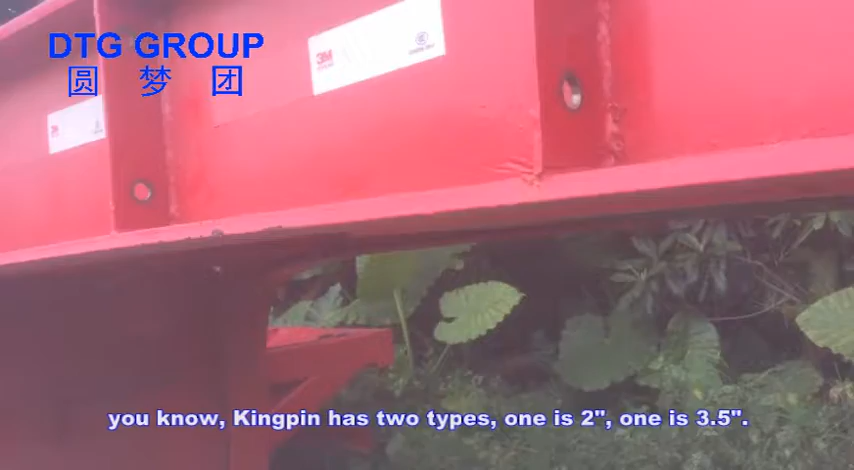 DTG GROUP
圆 梦 团
3M
3M
you know, Kingpin has two types, one is 2", one is 3.5".